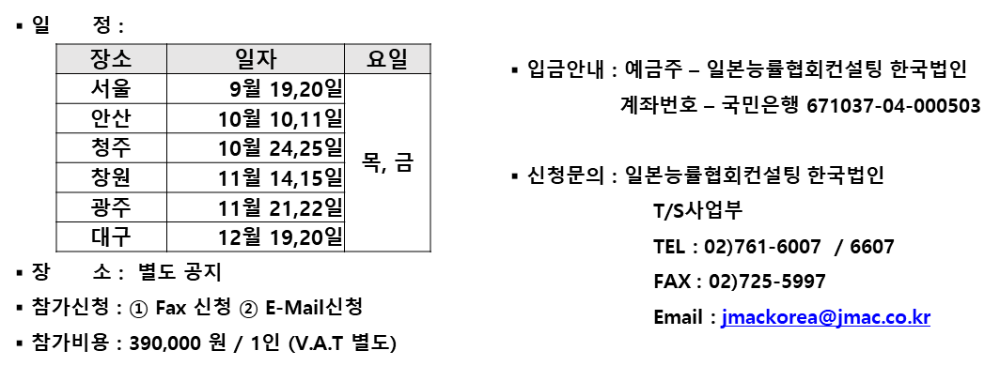 ▪ 일 정 :
장소 일자 요일
서울 9월 19,20일
안산 10월 10,11일
청주 10월 24,25일
목, 금
창원 11월 14,15일
광주 11월 21,22일
대구 12월 19,20일
▪ 장 소 : 별도 공지
▪ 참가신청 : ① Fax 신청 ② E-Mail신청
▪ 참가비용 : 390,000 원 / 1인 (V.A.T 별도)
▪ 입금안내 : 예금주 – 일본능률협회컨설팅 한국법인
계좌번호 – 국민은행 671037-04-000503
▪ 신청문의 : 일본능률협회컨설팅 한국법인
T/S사업부
TEL : 02)761-6007 / 6607
FAX : 02)725-5997
Email : jmackorea@jmac.co.kr